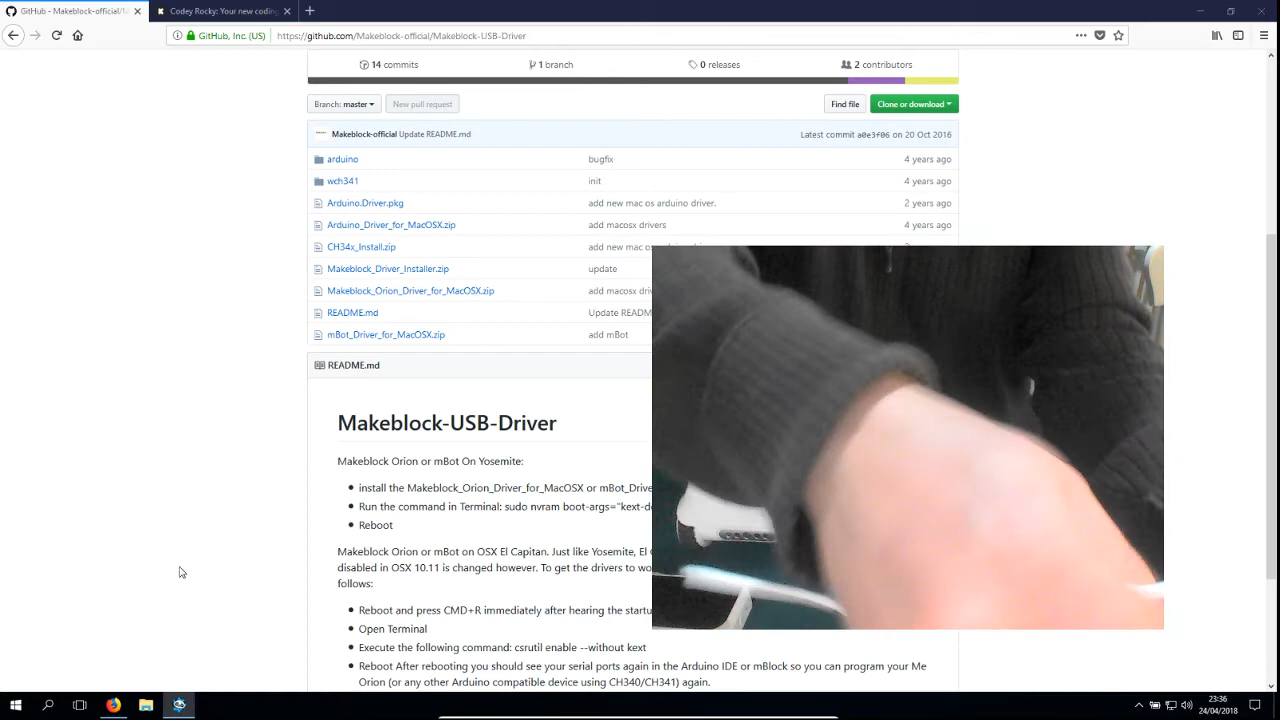 GitHub - Makeblock-official/M
Codey Rocky: Your new coding
GitHub, Inc. (US)
https://github.com/Makeblock-official/Makeblock-USB-Driver
14 commits
1 branch
0 releases
2 contributors
Branch: master
New pull request
Find file
Clone or download
Makeblock-official Update README.md
Latest commit a0e3f06 on 20 Oct 2016
arduino bugfix 4 years ago
wch341 init 4 years ago
Arduino.Driver.pkg add new mac os arduino driver. 2 years ago
Arduino_Driver_for_MacOSX.zip add macosx drivers 4 years ago
CH34x_Install.zip add new mac os
Makeblock_Driver_Installer.zip update
Makeblock_Orion_Driver_for_MacOSX.zip add macosx
README.md Update README
mBot_Driver_for_MacOSX.zip add mBot
README.md
Makeblock-USB-Driver
Makeblock Orion or mBot On Yosemite:
install the Makeblock_Orion_Driver_for_MacOSX or mBot_Drive
Run the command in Terminal: sudo nvram boot-args="kext-d
Reboot
Makeblock Orion or mBot on OSX El Capitan. Just like Yosemite, El
disabled in OSX 10.11 is changed however. To get the drivers to
follows:
Reboot and press CMD+R immediately after hearing the
Open Terminal
Execute the following command: csrutil enable --without kext
Reboot After rebooting you should see your serial ports again in the Arduino IDE or mBlock so you can program your Me
Orion (or any other Arduino compatible device using CH340/CH341) again.
23:36
24/04/2018